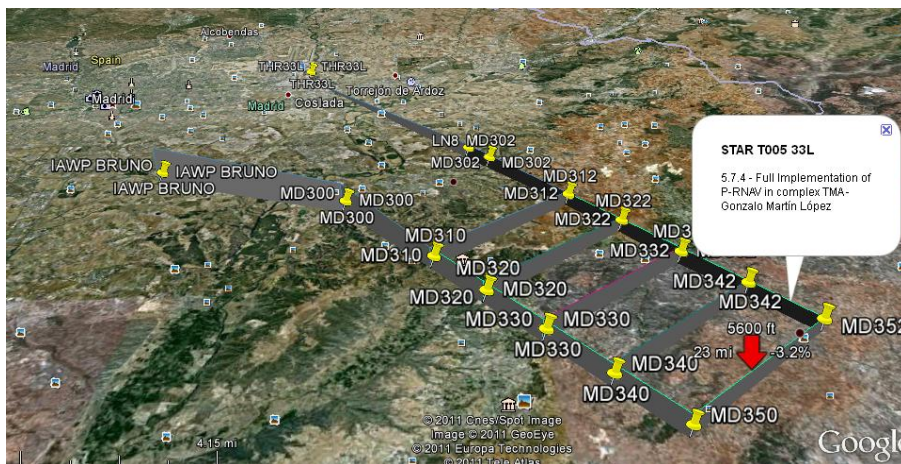 Alcobendas
Spain
Madrid
THR33L THR33L
THR33L
Madrid
Madrid
Coslada
Torrejón de Ardoz
LN8 MD302
MD302 MD302
IAWP BRUNO
IAWP BRUNO
IAWP BRUNO
MD300 MD300
MD300
MD312
MD312
MD322
MD322
MD310
MD310
MD332
MD342
MD342
MD320
MD320
MD330
MD330
MD340
MD340
MD350
STAR T005 33L
5.7.4 - Full Implementation of
P-RNAV in complex TMA-
Gonzalo Martín López
5600 ft
23 mi -3.2%
4.15 mi
© 2011 Cnes/Spot Image
Image © 2011 GeoEye
© 2011 Europa Technologies
© 2011 Tele Atlas
Google